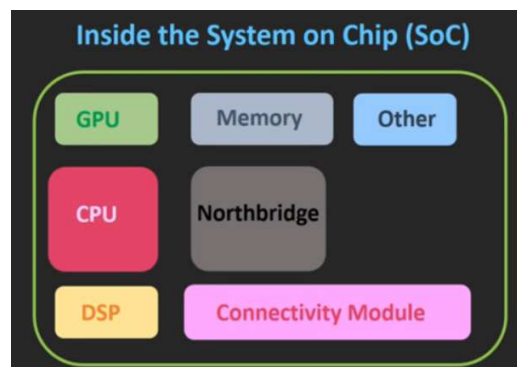 Inside the System on Chip (SoC)
GPU
Memory
Other
CPU
Northbridge
DSP
Connectivity Module